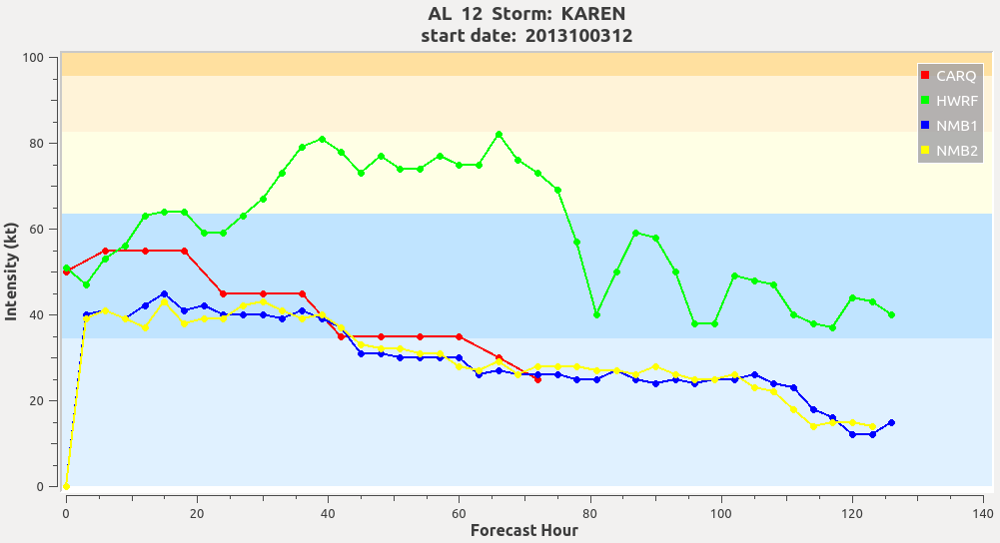 AL 12 Storm: KAREN
start date: 2013100312
100
80
60
40
20
0
Intensity (kt)
CARQ
HWRF
NMB1
NMB2
0 20 40 60 80 100 120 140
Forecast Hour